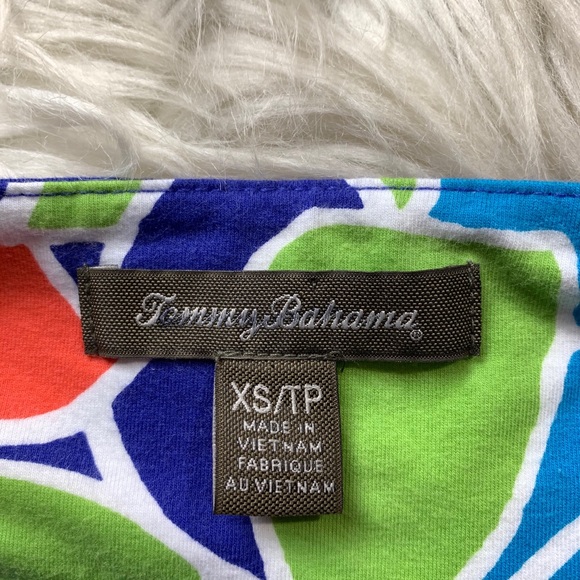 Tommy Bahama®
XS/TP
MADE IN
VIETNAM
FABRIQUE
AU VIETNAM